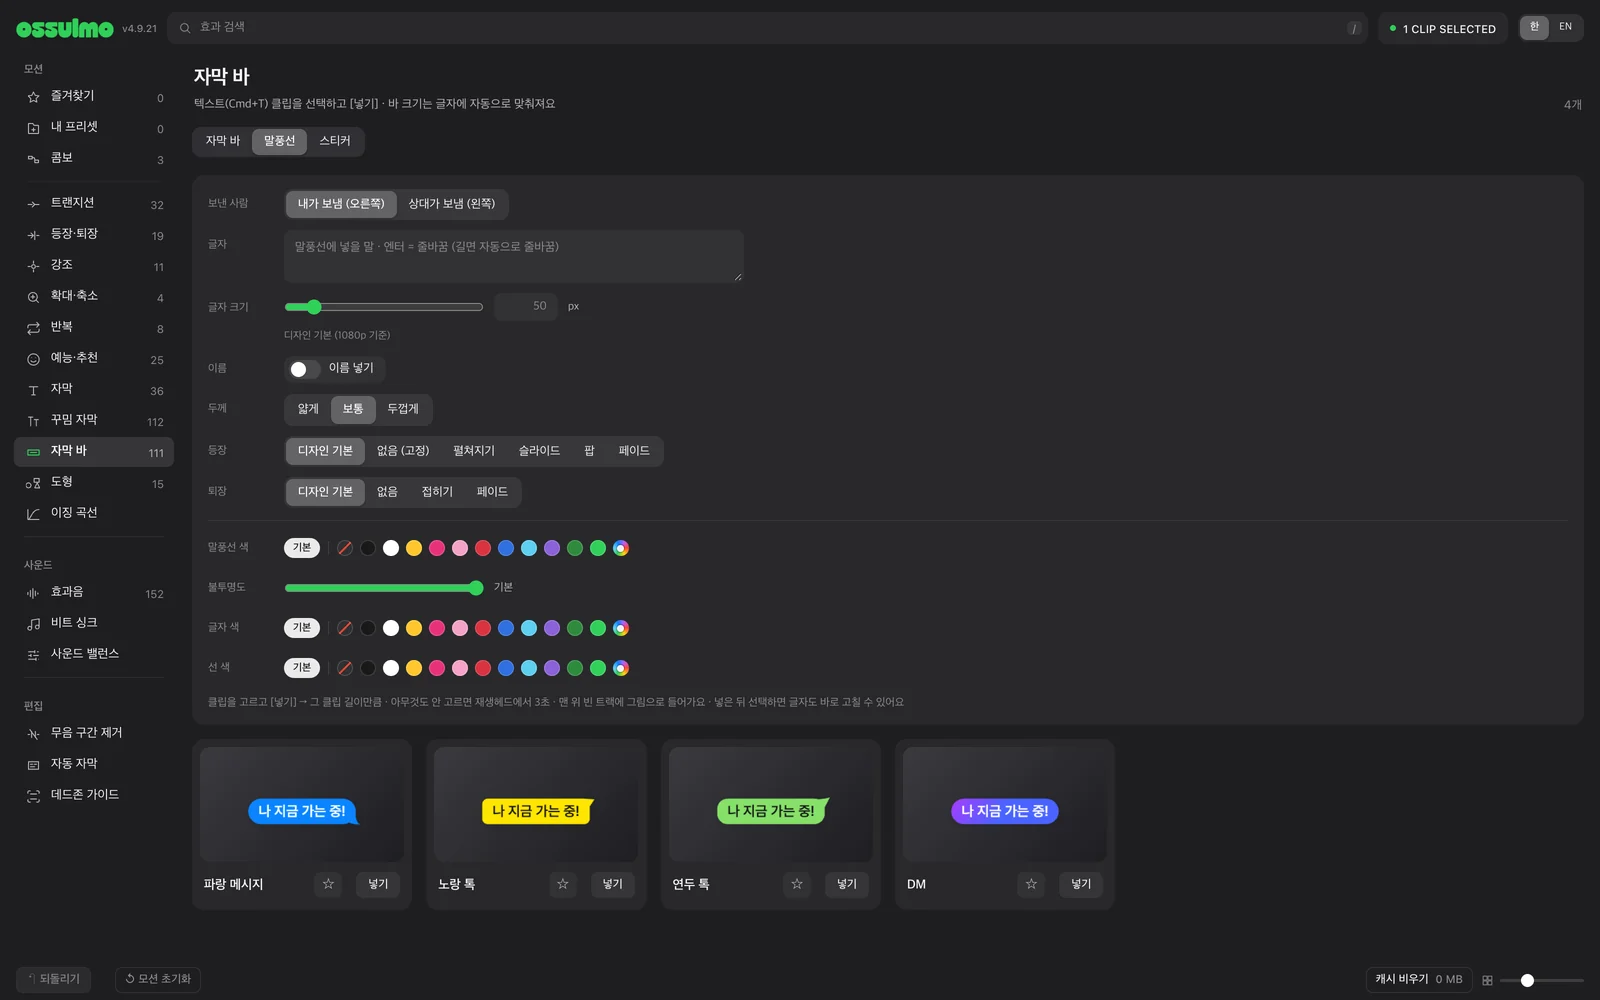 ossulmo v4.9.21
효과 검색
/
1 CLIP SELECTED
한 EN
모션
즐겨찾기 0
내 프리셋 0
콤보 3
트랜지션 32
등장·퇴장 19
강조 11
확대·축소 4
반복 8
예능·추천 25
자막 36
꾸밈 자막 112
자막 바 111
도형 15
이징 곡선
사운드
효과음 152
비트 싱크
사운드 밸런스
편집
무음 구간 제거
자동 자막
데드존 가이드
자막 바
텍스트(Cmd+T) 클립을 선택하고 [넣기] · 바 크기는 글자에 자동으로 맞춰져요
4개
자막 바 말풍선 스티커
보낸 사람 내가 보냄 (오른쪽) 상대가 보냄 (왼쪽)
글자 말풍선에 넣을 말 · 엔터 = 줄바꿈 (길면 자동으로 줄바꿈)
글자 크기 50 px
디자인 기본 (1080p 기준)
이름 이름 넣기
두께 얇게 보통 두껍게
등장 디자인 기본 없음 (고정) 펼쳐지기 슬라이드 팝 페이드
퇴장 디자인 기본 없음 접히기 페이드
말풍선 색 기본
불투명도 기본
글자 색 기본
선 색 기본
클립을 고르고 [넣기] → 그 클립 길이만큼 · 아무것도 안 고르면 재생헤드에서 3초 · 맨 위 빈 트랙에 그림으로 들어가요 · 넣은 뒤 선택하면 글자도 바로 고칠 수 있어요
나 지금 가는 중!
파랑 메시지 ☆ 넣기
나 지금 가는 중!
노랑 톡 ☆ 넣기
나 지금 가는 중!
연두 톡 ☆ 넣기
나 지금 가는 중!
DM ☆ 넣기
되돌리기
모션 초기화
캐시 비우기 0 MB